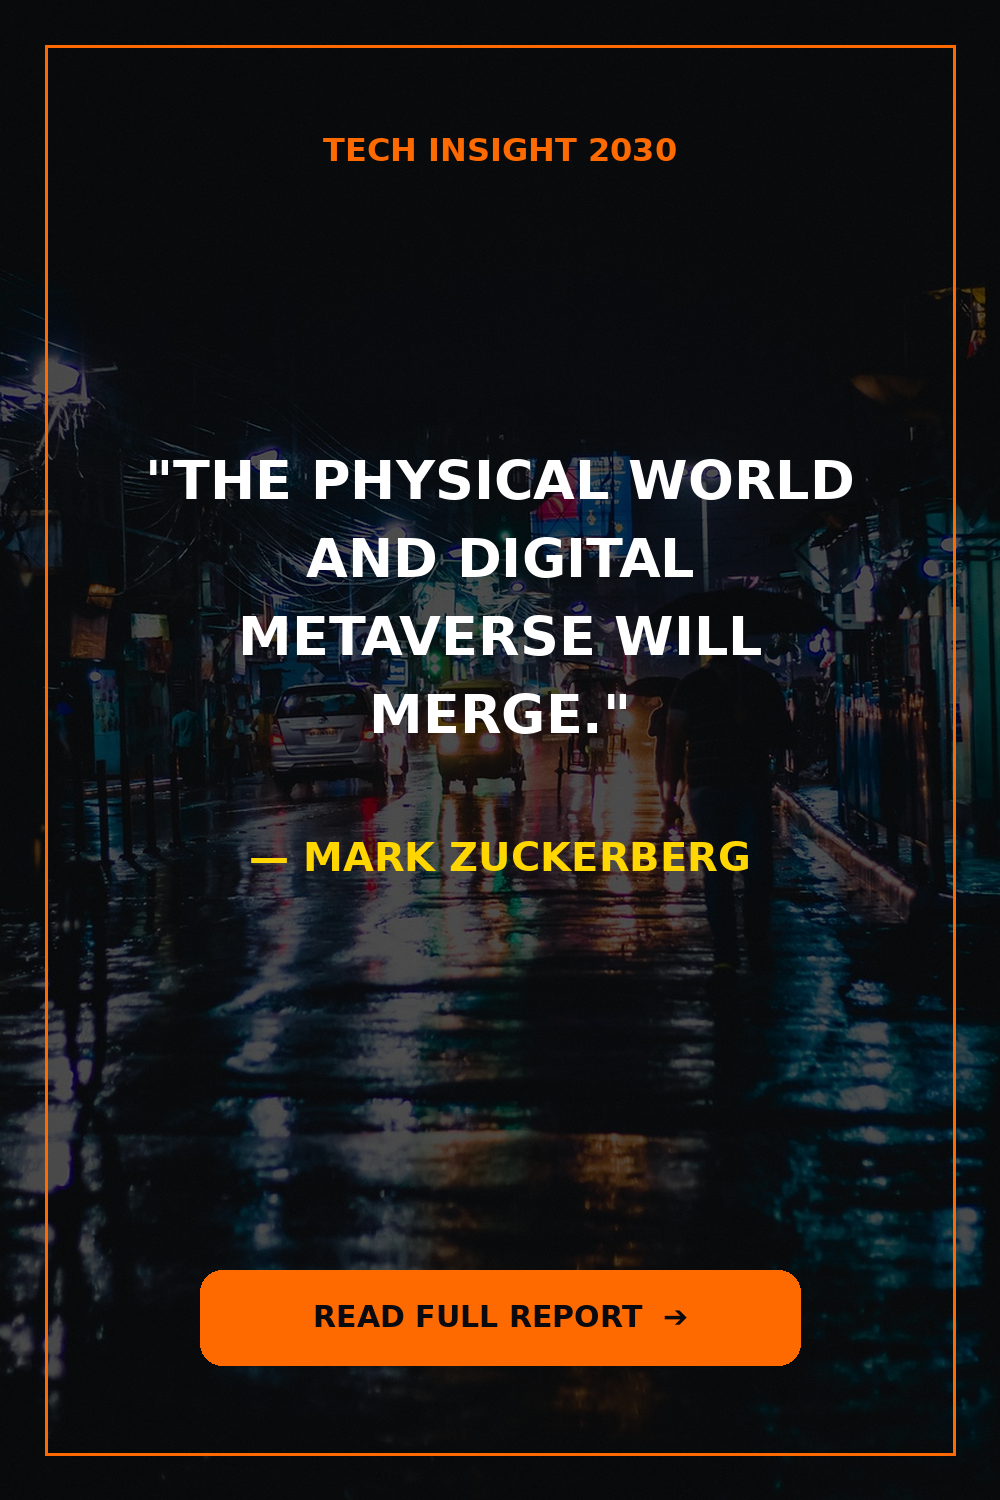 TECH INSIGHT 2030
"THE PHYSICAL WORLD
AND DIGITAL
METAVERSE WILL
MERGE."
— MARK ZUCKERBERG
READ FULL REPORT ➔